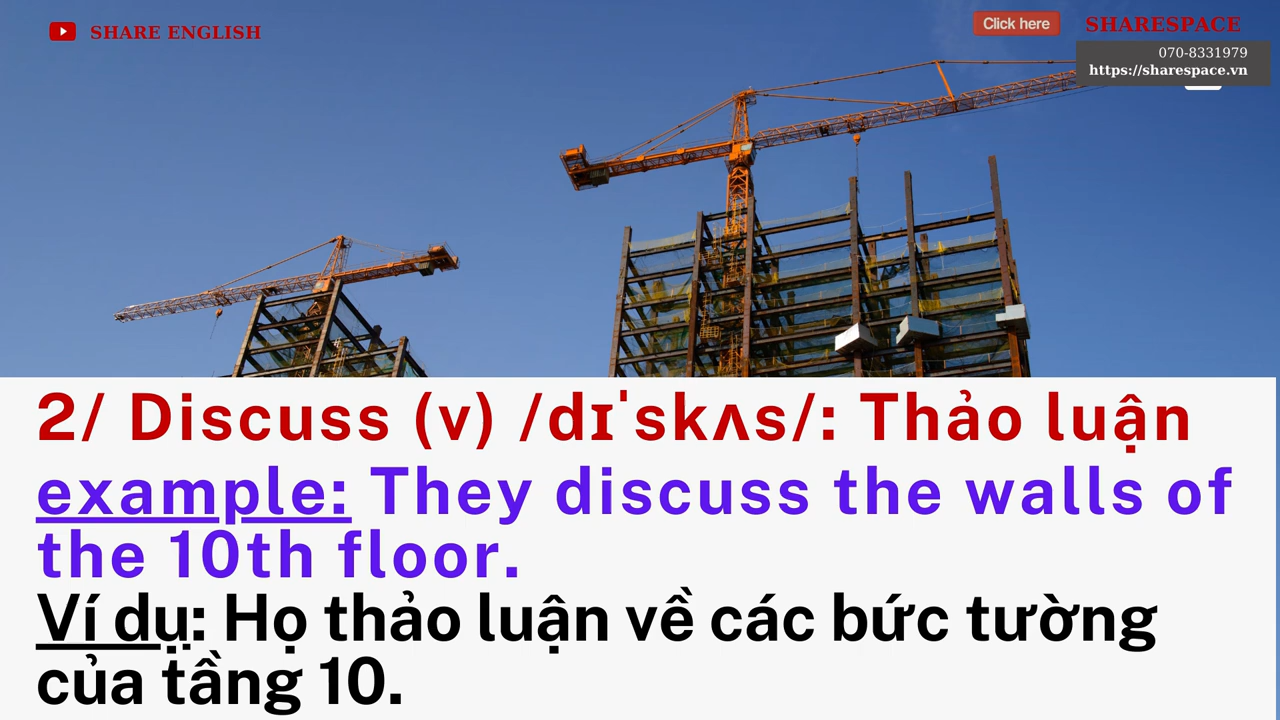 SHARE ENGLISH
Click here
SHARESPACE
070-8331979
https://sharespace.vn
2/ Discuss (v) /dɪˈskʌs/: Thảo luận
example: They discuss the walls of
the 10th floor.
Ví dụ: Họ thảo luận về các bức tường
của tầng 10.